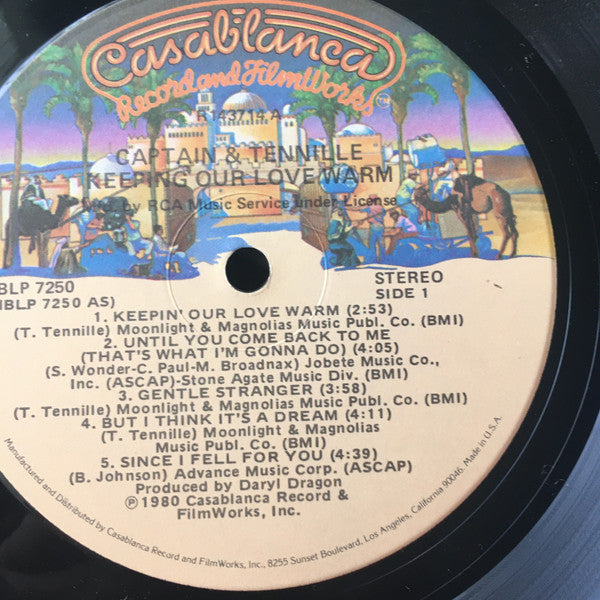 Casablanca
Record and FilmWorks TM
R 143714 A
CAPTAIN & TENNILLE
KEEPING OUR LOVE WARM
by RCA Music Service under License
BLP 7250
STEREO
NBLP 7250 AS)
SIDE 1
1. KEEPIN' OUR LOVE WARM (2:53)
(T. Tennille) Moonlight & Magnolias Music Publ. Co. (BMI)
2. UNTIL YOU COME BACK TO ME
(THAT'S WHAT I'M GONNA DO) (4:05)
(S. Wonder-C. Paul-M. Broadnax) Jobete Music Co.,
Inc. (ASCAP)-Stone Agate Music Div. (BMI)
3. GENTLE STRANGER (3:58)
(T. Tennille) Moonlight & Magnolias Music Publ. Co. (BMI)
4. BUT I THINK IT'S A DREAM (4:11)
(T. Tennille) Moonlight & Magnolias
Music Publ. Co. (BMI)
5. SINCE I FELL FOR YOU (4:39)
(B. Johnson) Advance Music Corp. (ASCAP)
Produced by Daryl Dragon
Ⓟ1980 Casablanca Record &
FilmWorks, Inc.
Manufactured and Distributed by Casablanca Record and FilmWorks, Inc., 8255 Sunset Boulevard, Los Angeles, California 90046. Made in U.S.A.